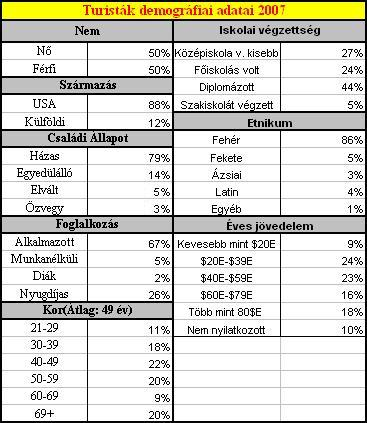 Turisták demográfiai adatai 2007
Nem
Nő 50%
Férfi 50%
Származás
USA 88%
Külföldi 12%
Családi Állapot
Házas 79%
Egyedülálló 14%
Elvált 5%
Özvegy 3%
Foglalkozás
Alkalmazott 67%
Munkanélküli 5%
Diák 2%
Nyugdíjas 26%
Kor(Átlag: 49 év)
21-29 11%
30-39 18%
40-49 22%
50-59 20%
60-69 9%
69+ 20%
Iskolai végzettség
Középiskola v. kisebb 27%
Főiskolás volt 24%
Diplomázott 44%
Szakiskolát végzett 5%
Etnikum
Fehér 86%
Fekete 5%
Ázsiai 3%
Latin 4%
Egyéb 1%
Éves jövedelem
Kevesebb mint $20E 9%
$20E-$39E 24%
$40E-$59E 23%
$60E-$79E 16%
Több mint 80$E 18%
Nem nyilatkozott 10%